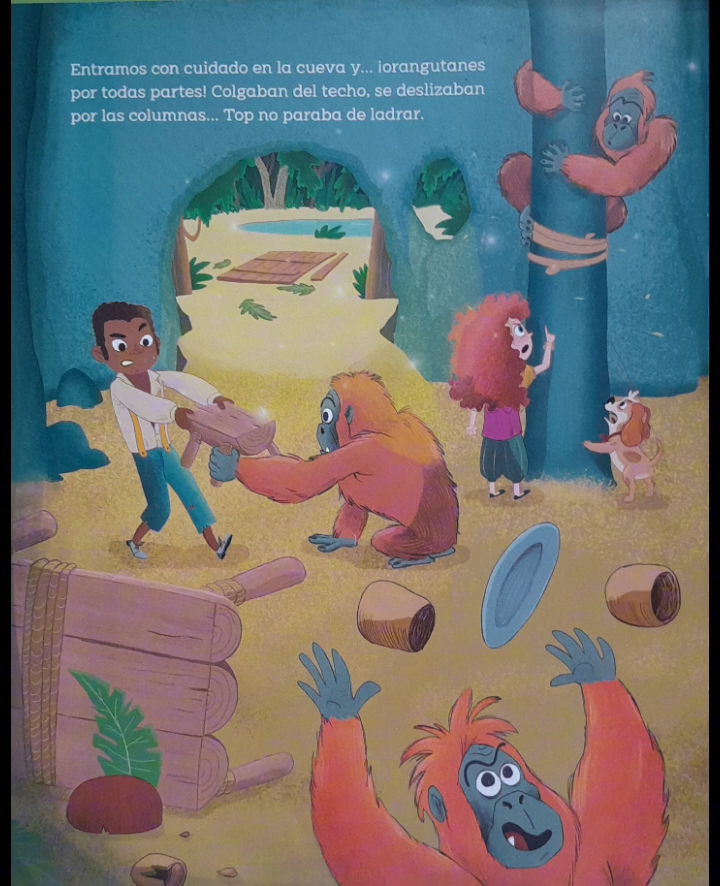 Entramos con cuidado en la cueva y... ¡orangutanes
por todas partes! Colgaban del techo, se deslizaban
por las columnas... Top no paraba de ladrar.